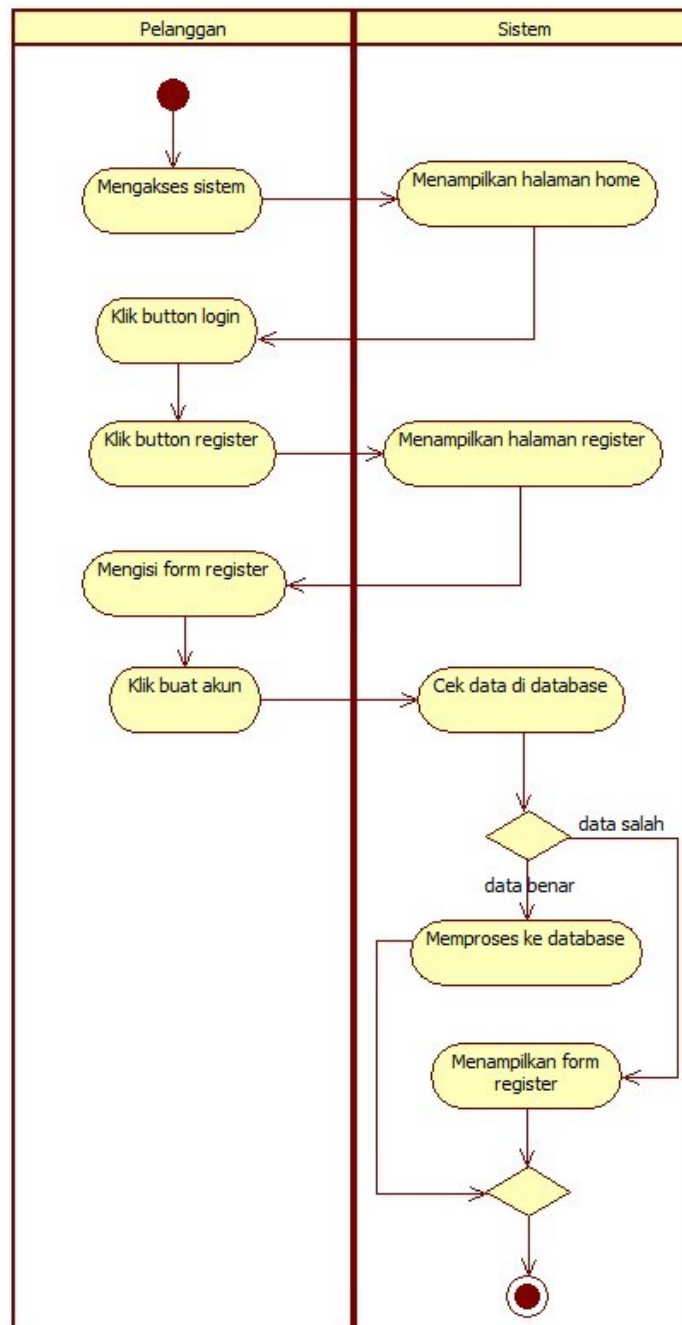 Pelanggan
Sistem
Mengakses sistem
Menampilkan halaman home
Klik button login
Klik button register
Menampilkan halaman register
Mengisi form register
Klik buat akun
Cek data di database
data salah
data benar
Memproses ke database
Menampilkan form
register